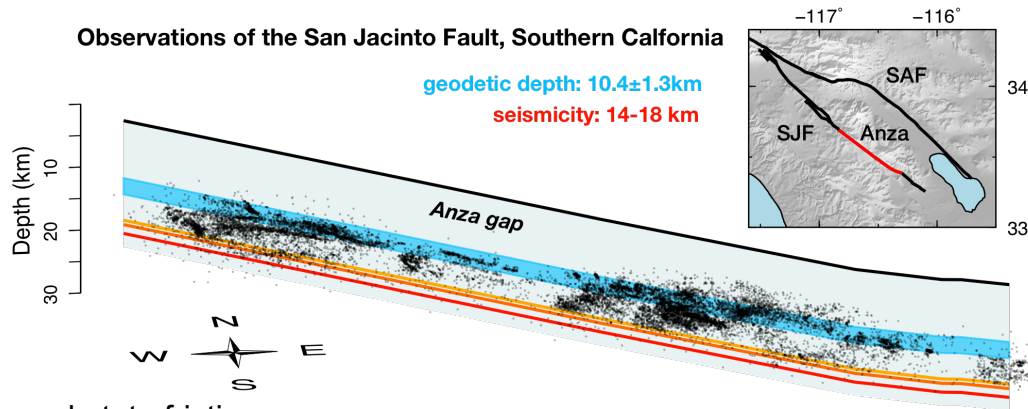 −117° −116°
Observations of the San Jacinto Fault, Southern Calfornia
SAF
geodetic depth: 10.4±1.3km
34
seismicity: 14-18 km
SJF Anza
Depth (km)
10
20
30
Anza gap
33
N
W E
S